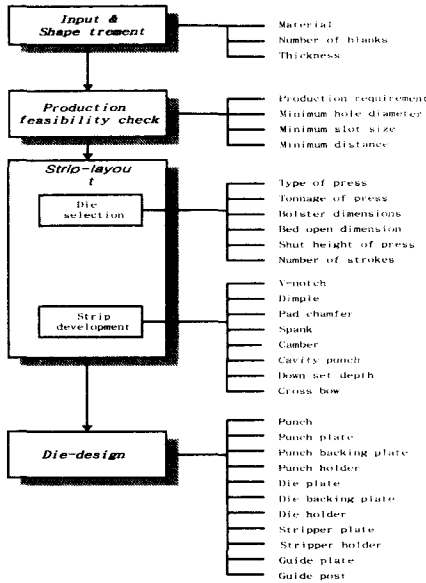 Input &
Shape trement
Material
Number of blanks
Thickness
Production
feasibility check
Production requirement
Minimum hole diameter
Minimum slot size
Minimum distance
Strip-layou
t
Die
selection
Type of press
Tonnage of press
Bolster dimensions
Bed open dimension
Shut height of press
Number of strokes
Strip
development
V-notch
Dimple
Pad chamfer
Spank
Camber
Cavity punch
Down set depth
Cross bow
Die-design
Punch
Punch plate
Punch backing plate
Punch holder
Die plate
Die backing plate
Die holder
Stripper plate
Stripper holder
Guide plate
Guide post